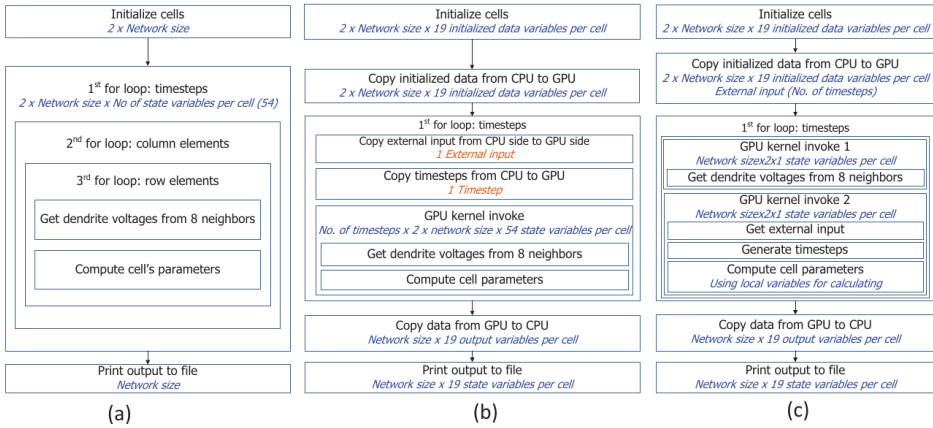 Initialize cells
2 x Network size
1st for loop: timesteps
2 x Network size x No of state variables per cell (54)
2nd for loop: column elements
3rd for loop: row elements
Get dendrite voltages from 8 neighbors
Compute cell's parameters
Print output to file
Network size
(a)
Initialize cells
2 x Network size x 19 initialized data variables per cell
Copy initialized data from CPU to GPU
2 x Network size x 19 initialized data variables per cell
1st for loop: timesteps
Copy external input from CPU side to GPU side
1 External input
Copy timesteps from CPU to GPU
1 Timestep
GPU kernel invoke
No. of timesteps x 2 x network size x 54 state variables per cell
Get dendrite voltages from 8 neighbors
Compute cell parameters
Copy data from GPU to CPU
Network size x 19 output variables per cell
Print output to file
Network size x 19 state variables per cell
(b)
Initialize cells
2 x Network size x 19 initialized data variables per cell
Copy initialized data from CPU to GPU
2 x Network size x 19 initialized data variables per cell
External input (No. of timesteps)
1st for loop: timesteps
GPU kernel invoke 1
Network sizex2x1 state variables per cell
Get dendrite voltages from 8 neighbors
GPU kernel invoke 2
Network sizex2x1 state variables per cell
Get external input
Generate timesteps
Compute cell parameters
Using local variables for calculating
Copy data from GPU to CPU
Network size x 19 output variables per cell
Print output to file
Network size x 19 state variables per cell
(c)